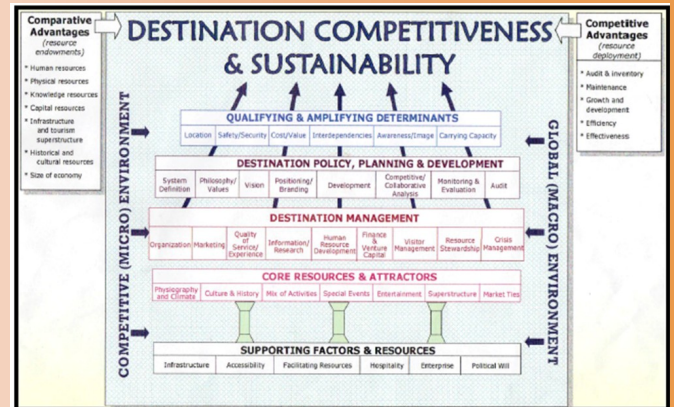 Comparative
Advantages
(resource
endowments)
* Human resources
* Physical resources
* Knowledge resources
* Capital resources
* Infrastructure
and tourism
superstructure
* Historical and
cultural resources
* Size of economy
DESTINATION COMPETITIVENESS
& SUSTAINABILITY
Competitive
Advantages
(resource
deployment)
* Audit & inventory
* Maintenance
* Growth and
development
* Efficiency
* Effectiveness
COMPETITIVE (MICRO) ENVIRONMENT
GLOBAL (MACRO) ENVIRONMENT
QUALIFYING & AMPLIFYING DETERMINANTS
Location Safety/Security Cost/Value Interdependencies Awareness/Image Carrying Capacity
DESTINATION POLICY, PLANNING & DEVELOPMENT
System Definition Philosophy/Values Vision Positioning/Branding Development Competitive/Collaborative Analysis Monitoring & Evaluation Audit
DESTINATION MANAGEMENT
Organization Marketing Quality of Service/Experience Information/Research Human Resource Development Finance & Venture Capital Visitor Management Resource Stewardship Crisis Management
CORE RESOURCES & ATTRACTORS
Physiography and Climate Culture & History Mix of Activities Special Events Entertainment Superstructure Market Ties
SUPPORTING FACTORS & RESOURCES
Infrastructure Accessibility Facilitating Resources Hospitality Enterprise Political Will